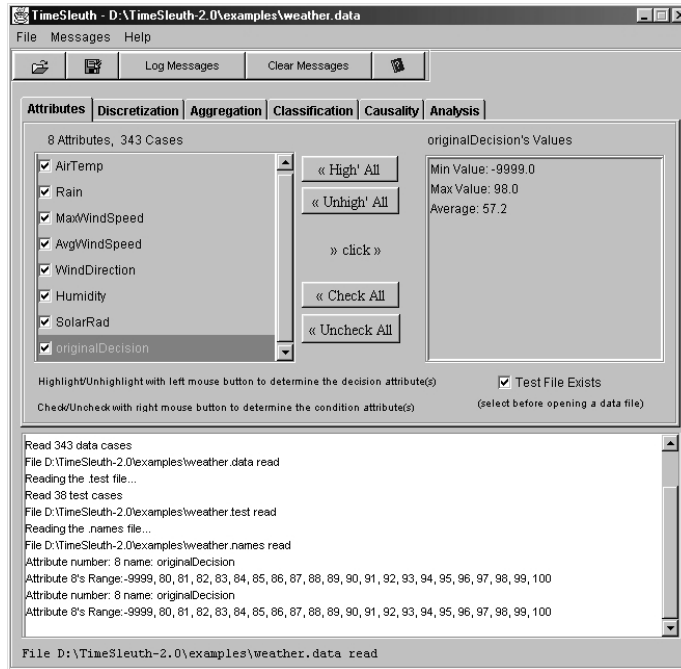 TimeSleuth - D:\TimeSleuth-2.0\examples\weather.data
File Messages Help
Log Messages Clear Messages
Attributes Discretization Aggregation Classification Causality Analysis
8 Attributes, 343 Cases
originalDecision's Values
AirTemp
Rain
MaxWindSpeed
AvgWindSpeed
WindDirection
Humidity
SolarRad
originalDecision
« High' All
« Unhigh' All
» click »
« Check All
« Uncheck All
Min Value: -9999.0
Max Value: 98.0
Average: 57.2
Highlight/Unhighlight with left mouse button to determine the decision attribute(s)
Check/Uncheck with right mouse button to determine the condition attribute(s)
Test File Exists
(select before opening a data file)
Read 343 data cases
File D:\TimeSleuth-2.0\examples\weather.data read
Reading the .test file...
Read 38 test cases
File D:\TimeSleuth-2.0\examples\weather.test read
Reading the .names file...
File D:\TimeSleuth-2.0\examples\weather.names read
Attribute number: 8 name: originalDecision
Attribute 8's Range:-9999, 80, 81, 82, 83, 84, 85, 86, 87, 88, 89, 90, 91, 92, 93, 94, 95, 96, 97, 98, 99, 100
Attribute number: 8 name: originalDecision
Attribute 8's Range:-9999, 80, 81, 82, 83, 84, 85, 86, 87, 88, 89, 90, 91, 92, 93, 94, 95, 96, 97, 98, 99, 100
File D:\TimeSleuth-2.0\examples\weather.data read